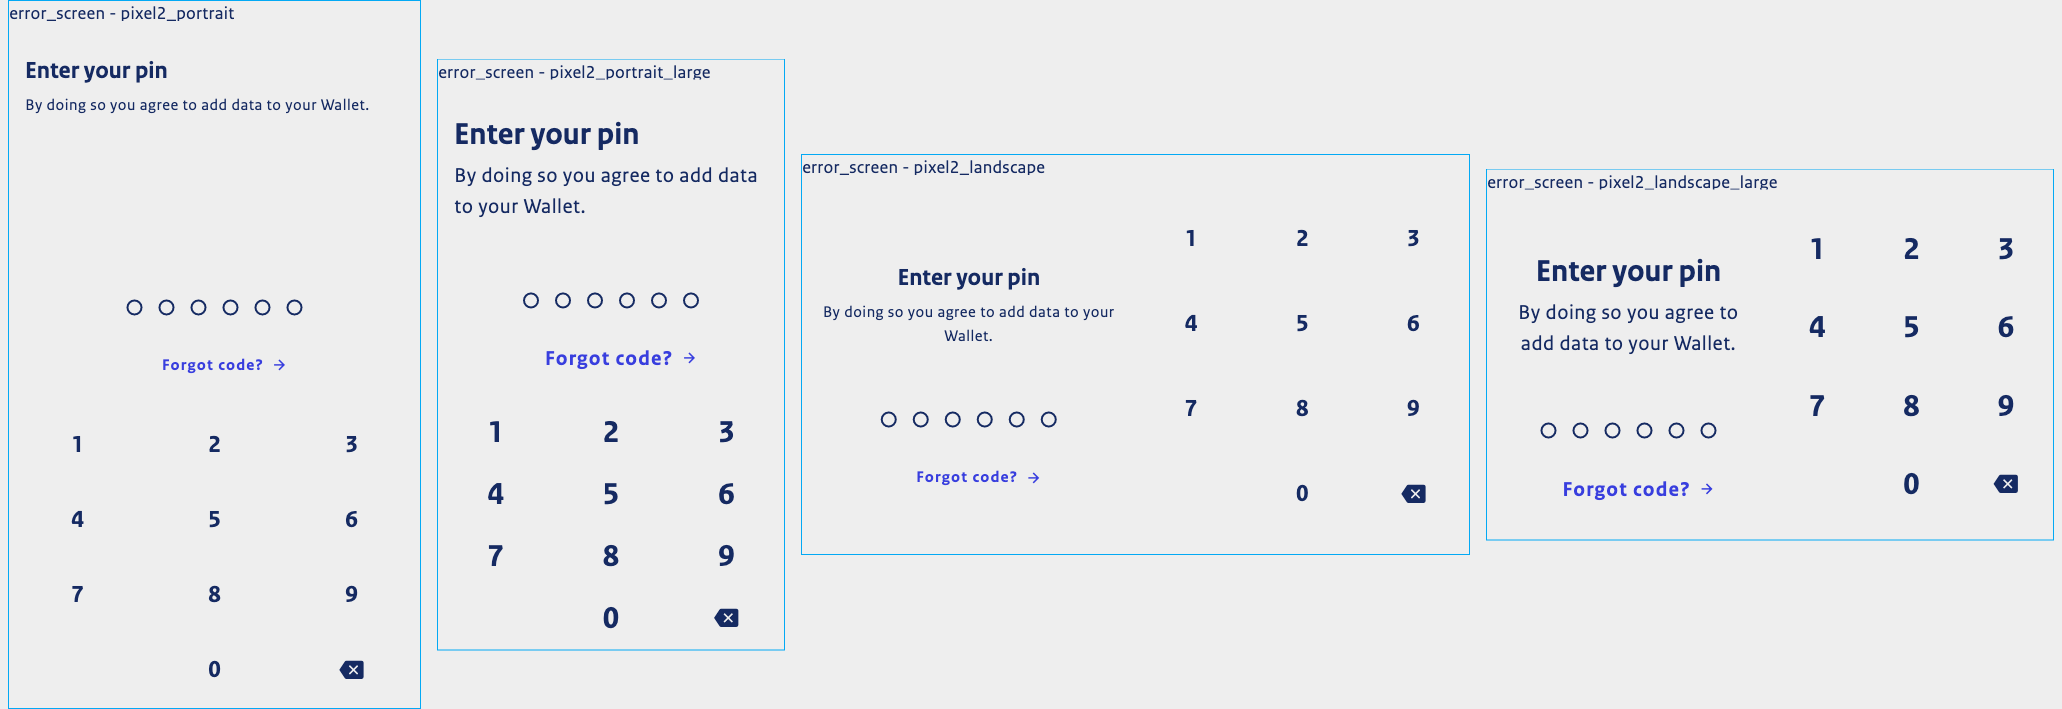 error_screen - pixel2_portrait
Enter your pin
By doing so you agree to add data to your Wallet.
Forgot code? →
1 2 3
4 5 6
7 8 9
0
error_screen - pixel2_portrait_large
Enter your pin
By doing so you agree to add data
to your Wallet.
Forgot code? →
1 2 3
4 5 6
7 8 9
0
error_screen - pixel2_landscape
Enter your pin
By doing so you agree to add data to your
Wallet.
Forgot code? →
1 2 3
4 5 6
7 8 9
0
error_screen - pixel2_landscape_large
Enter your pin
By doing so you agree to
add data to your Wallet.
Forgot code? →
1 2 3
4 5 6
7 8 9
0